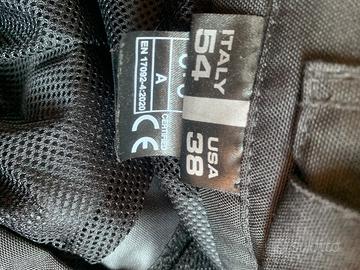 ITALY
54
USA
38
A
EN 17092-4:2020
CERTIFIED
CE